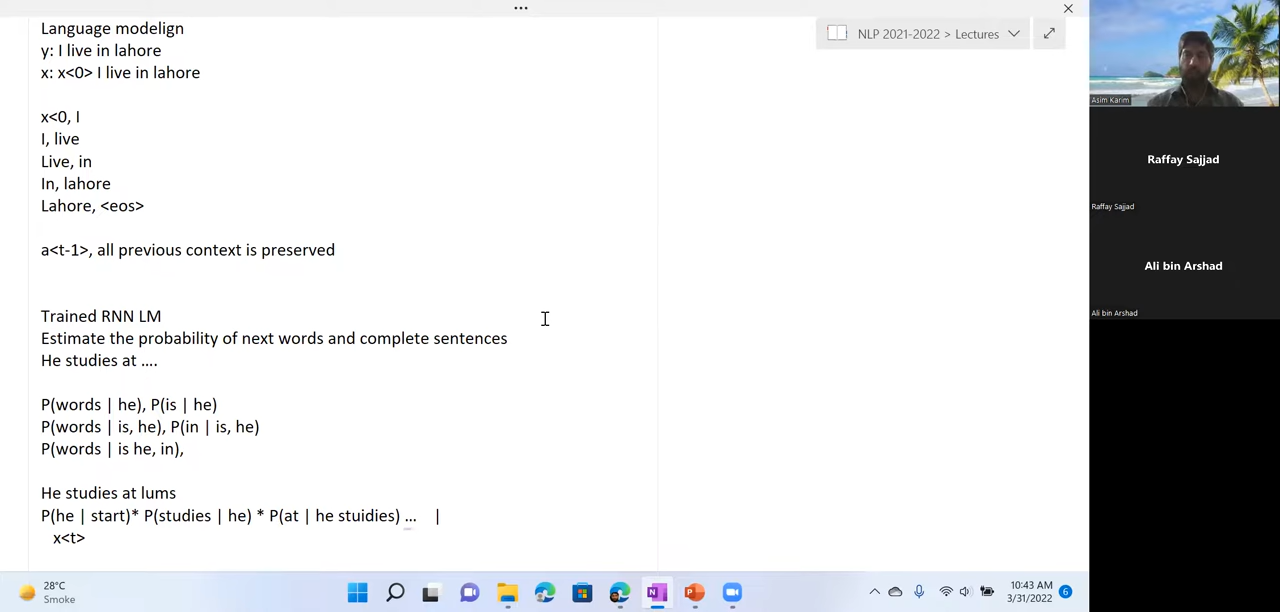 ...
Language modelign
y: I live in lahore
x: x<0> I live in lahore
x<0, I
I, live
Live, in
In, lahore
Lahore, <eos>
a<t-1>, all previous context is preserved
Trained RNN LM
Estimate the probability of next words and complete sentences
He studies at ....
P(words | he), P(is | he)
P(words | is, he), P(in | is, he)
P(words | is he, in),
He studies at lums
P(he | start)* P(studies | he) * P(at | he stuidies) ... |
x<t>
NLP 2021-2022 > Lectures
Asim Karim
Raffay Sajjad
Raffay Sajjad
Ali bin Arshad
Ali bin Arshad
28°C
Smoke
10:43 AM
3/31/2022
6